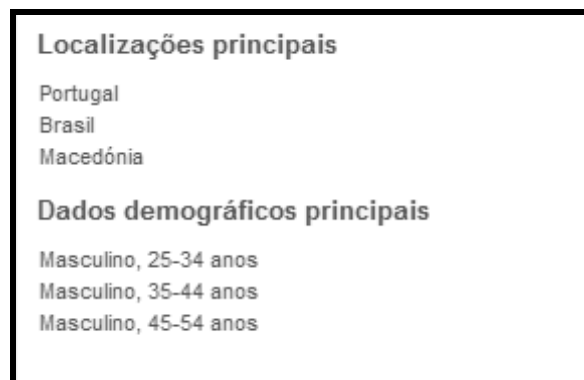 Localizações principais
Portugal
Brasil
Macedónia
Dados demográficos principais
Masculino, 25-34 anos
Masculino, 35-44 anos
Masculino, 45-54 anos